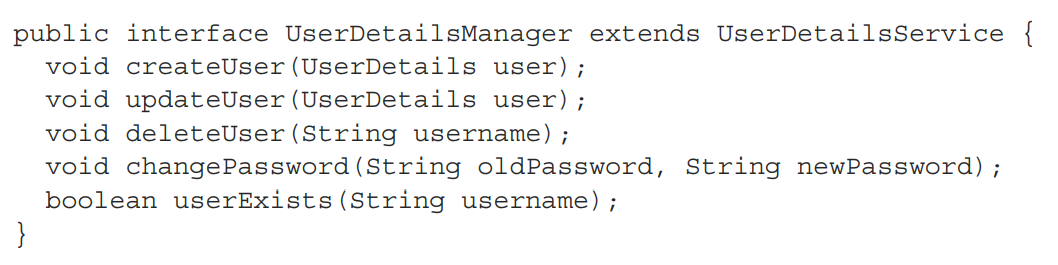 public interface UserDetailsManager extends UserDetailsService {
  void createUser(UserDetails user);
  void updateUser(UserDetails user);
  void deleteUser(String username);
  void changePassword(String oldPassword, String newPassword);
  boolean userExists(String username);
}